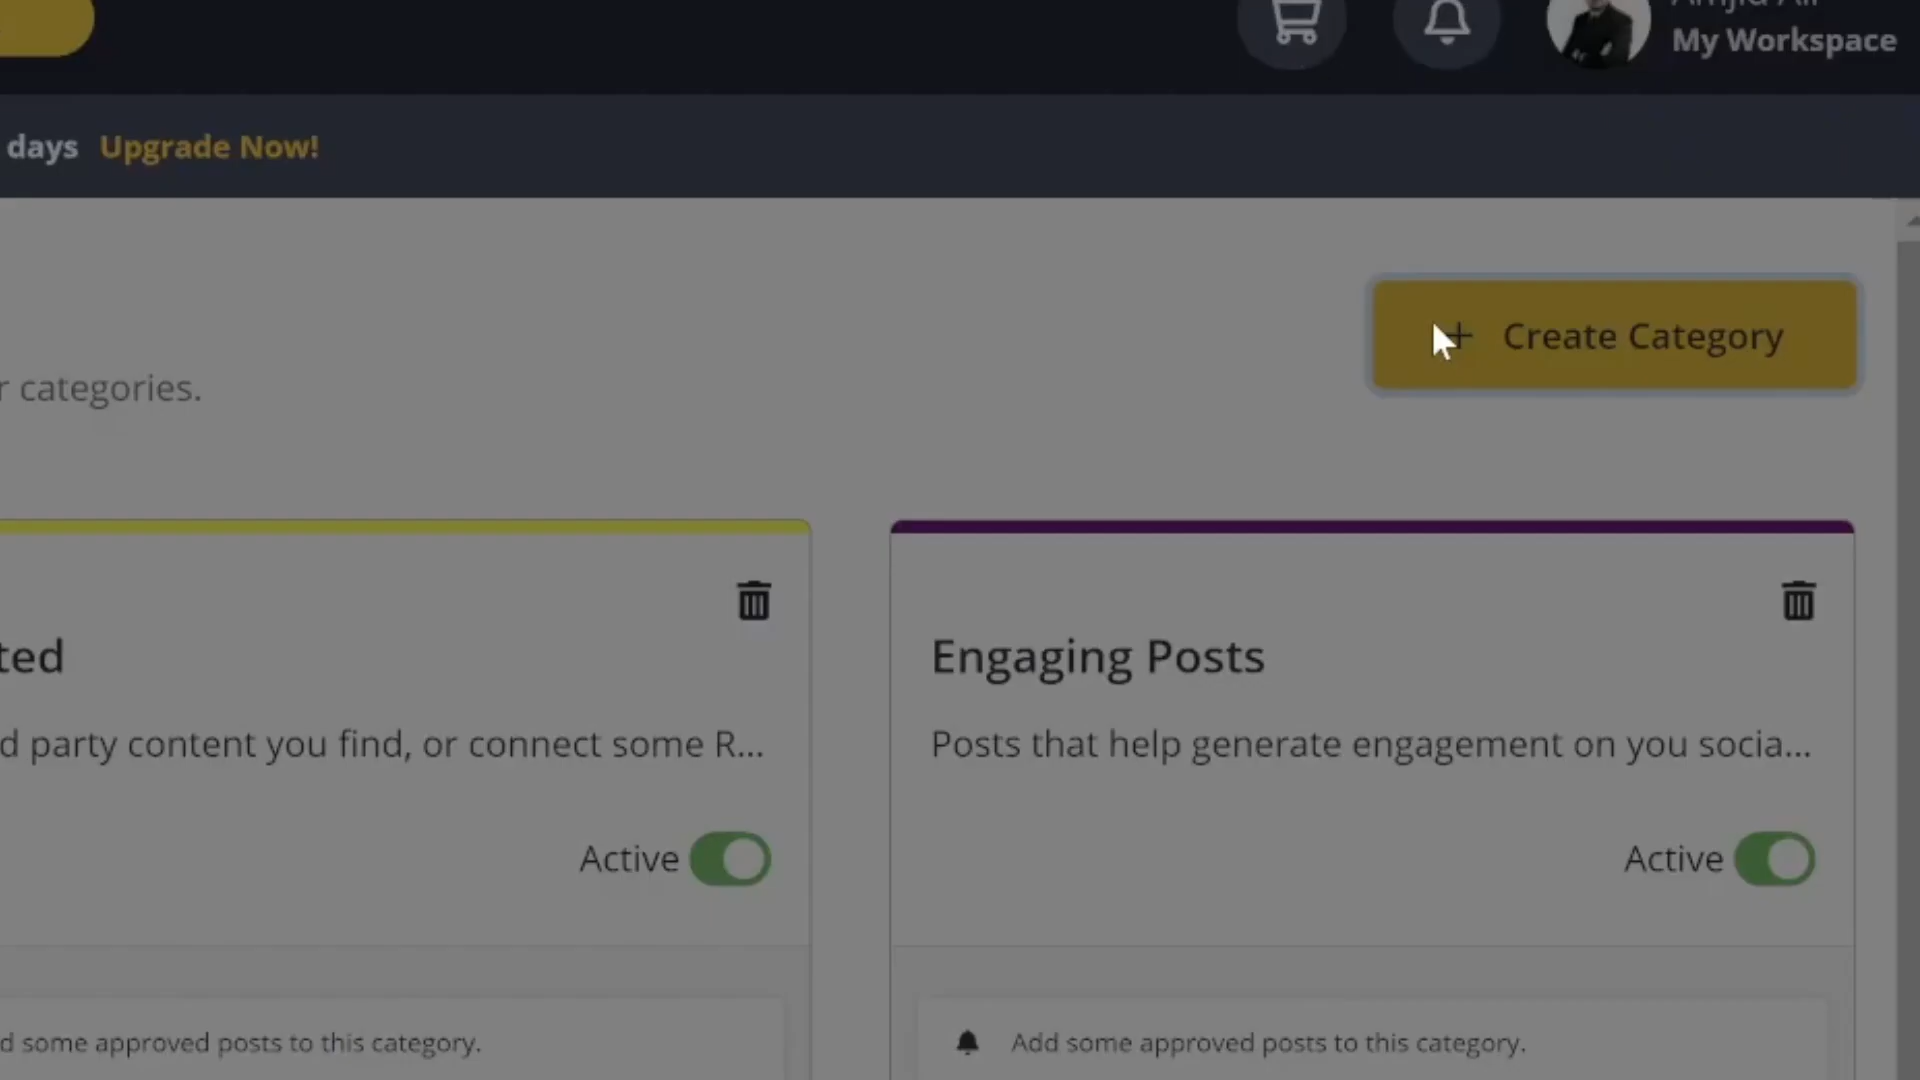 My Workspace
days Upgrade Now!
+ Create Category
categories.
Engaging Posts
party content you find, or connect some R...
Posts that help generate engagement on you socia...
Active
Active
some approved posts to this category.
Add some approved posts to this category.